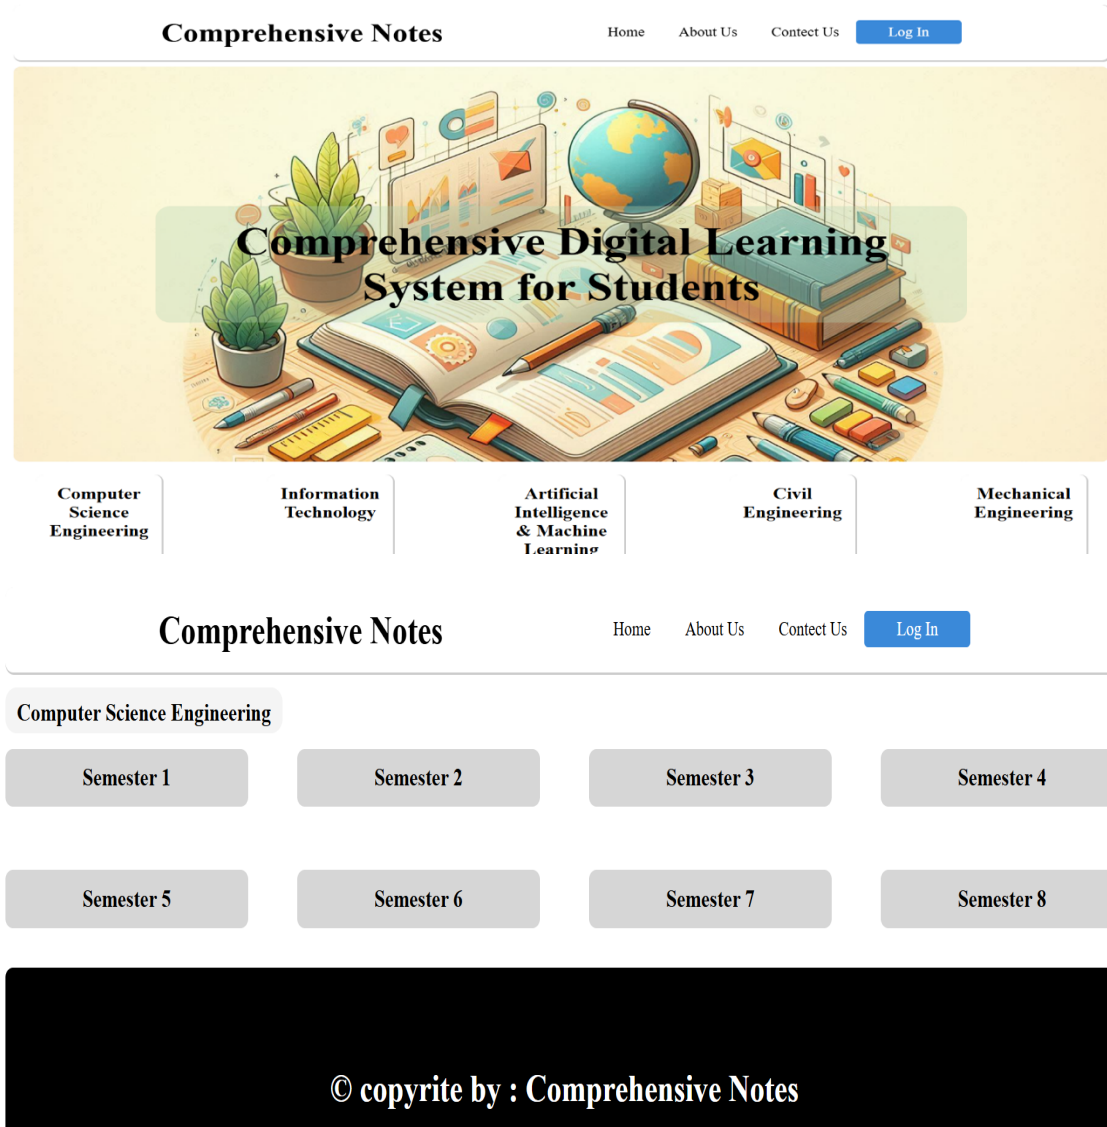 Comprehensive Notes
Home
About Us
Contect Us
Log In
Comprehensive Digital Learning
System for Students
Computer
Science
Engineering
Information
Technology
Artificial
Intelligence
& Machine
Learning
Civil
Engineering
Mechanical
Engineering
Comprehensive Notes
Home
About Us
Contect Us
Log In
Computer Science Engineering
Semester 1
Semester 2
Semester 3
Semester 4
Semester 5
Semester 6
Semester 7
Semester 8
© copyrite by : Comprehensive Notes